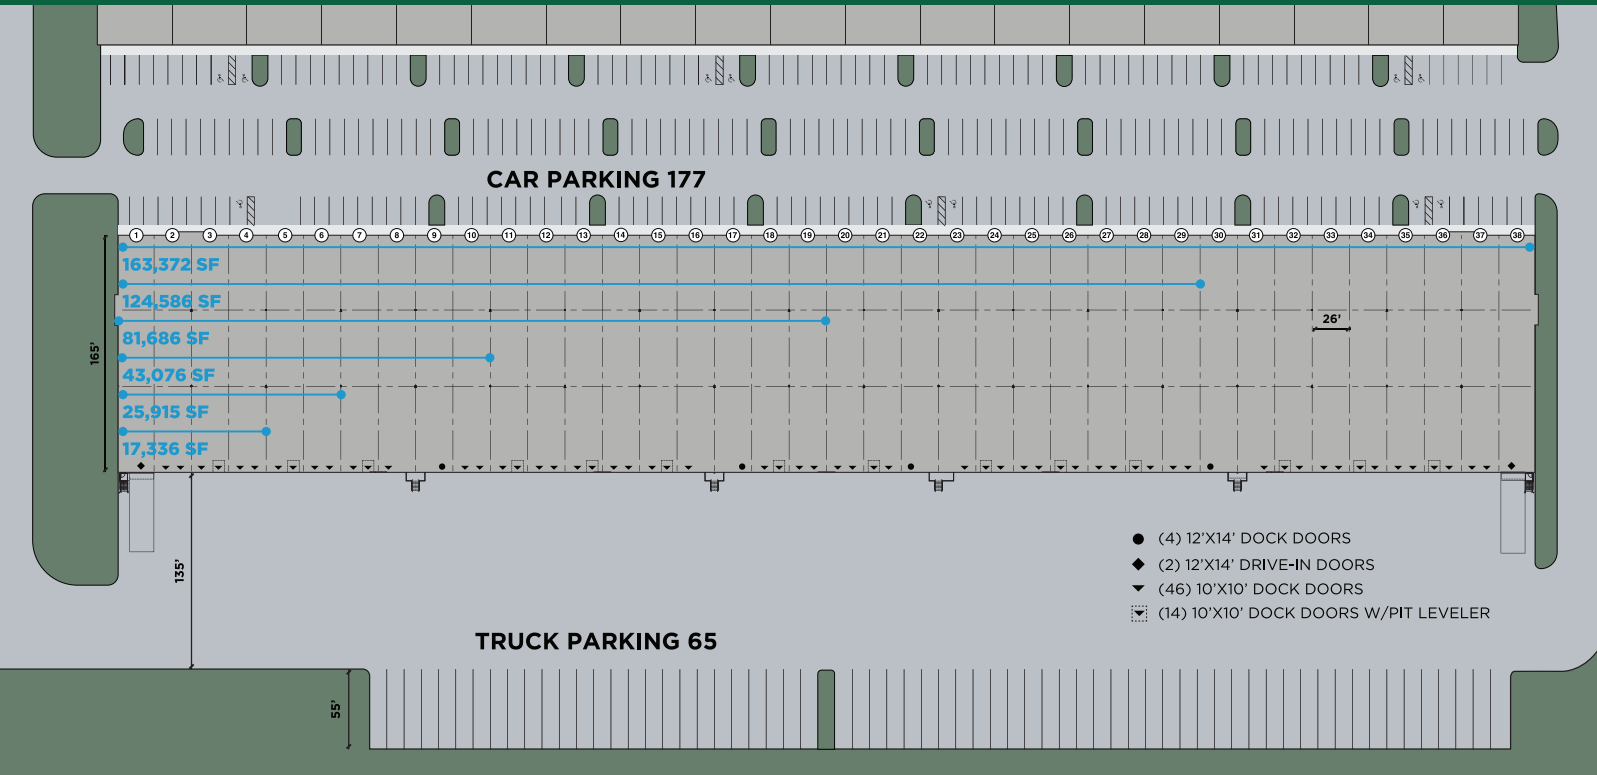 CAR PARKING 177
1 2 3 4 5 6 7 8 9 10 11 12 13 14 15 16 17 18 19 20 21 22 23 24 25 26 27 28 29 30 31 32 33 34 35 36 37 38
163,372 SF
124,586 SF
81,686 SF
26'
43,076 SF
165'
25,915 SF
17,336 SF
(4) 12'X14' DOCK DOORS
(2) 12'X14' DRIVE-IN DOORS
135'
(46) 10'X10' DOCK DOORS
(14) 10'X10' DOCK DOORS W/PIT LEVELER
TRUCK PARKING 65
55'